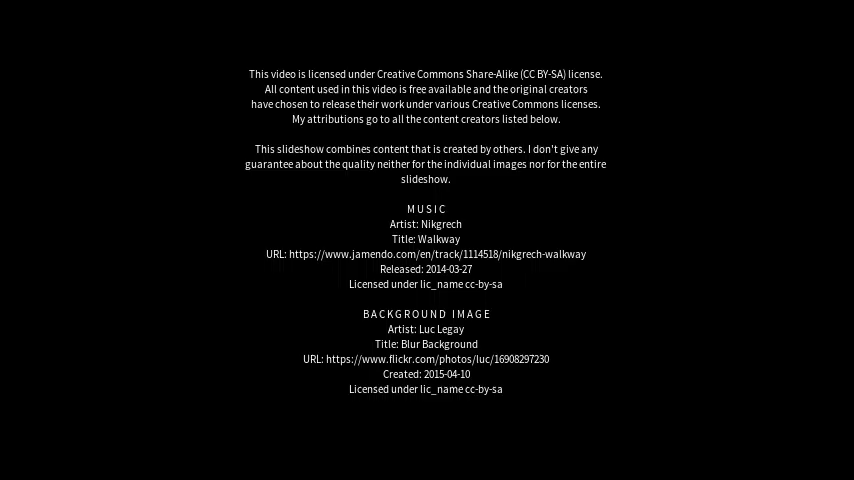 This video is licensed under Creative Commons Share-Alike (CC BY-SA) license.
All content used in this video is free available and the original creators
have chosen to release their work under various Creative Commons licenses.
My attributions go to all the content creators listed below.
This slideshow combines content that is created by others. I don't give any
guarantee about the quality neither for the individual images nor for the entire
slideshow.
MUSIC
Artist: Nikgrech
Title: Walkway
URL: https://www.jamendo.com/en/track/1114518/nikgrech-walkway
Released: 2014-03-27
Licensed under lic_name cc-by-sa
BACKGROUND IMAGE
Artist: Luc Legay
Title: Blur Background
URL: https://www.flickr.com/photos/luc/16908297230
Created: 2015-04-10
Licensed under lic_name cc-by-sa